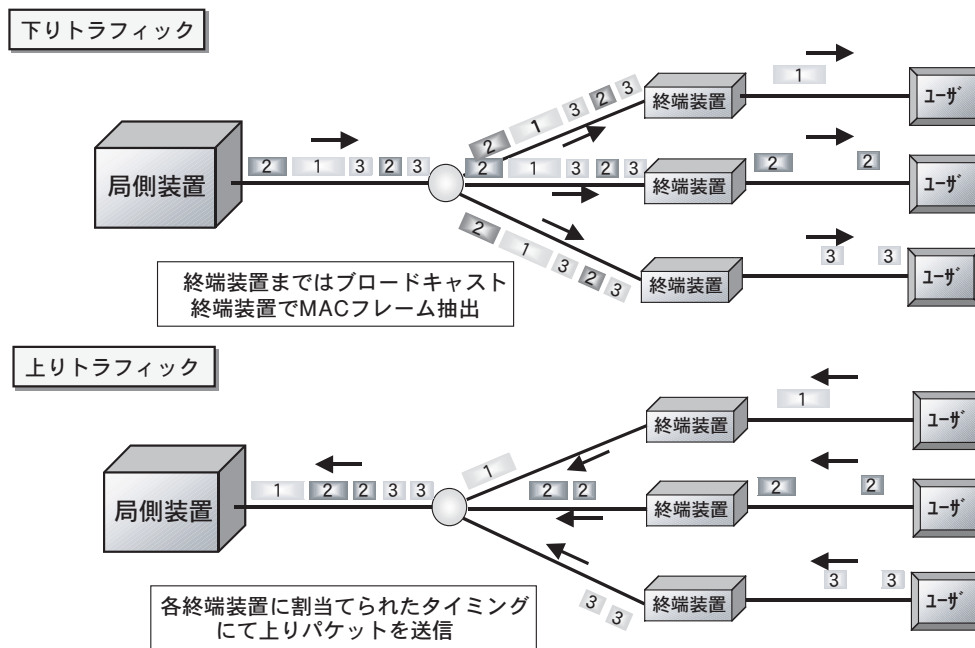 下りトラフィック
局側装置
2 1 3 2 3
2 1 3 2 3
2 1 3 2 3
2 1 3 2 3
終端装置
1
ﾕｰｻﾞ
終端装置
2 2
ﾕｰｻﾞ
終端装置
3 3
ﾕｰｻﾞ
終端装置まではブロードキャスト
終端装置でMACフレーム抽出
上りトラフィック
局側装置
1 2 2 3 3
1
終端装置
1
ﾕｰｻﾞ
2 2
終端装置
2 2
ﾕｰｻﾞ
3 3
終端装置
3 3
ﾕｰｻﾞ
各終端装置に割当てられたタイミング
にて上りパケットを送信